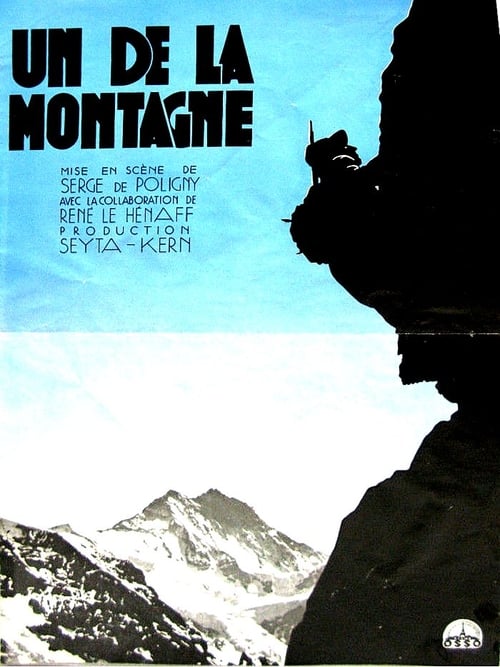 UN DE LA
MONTAGNE
MISE EN SCÈNE DE
SERGE DE POLIGNY
AVEC LA COLLABORATION DE
RENÉ LE HÉNAFF
PRODUCTION
SEYTA-KERN
OSSO